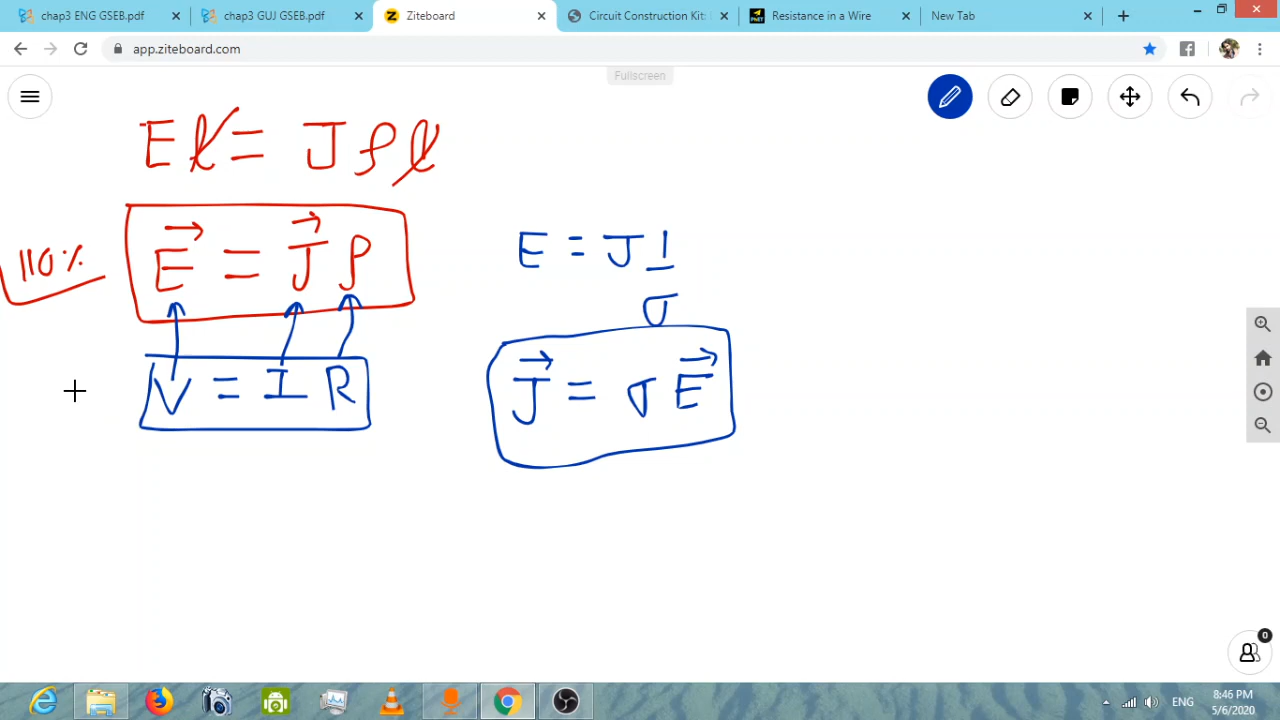 chap3 ENG GSEB.pdf
chap3 GUJ GSEB.pdf
Ziteboard
Circuit Construction Kit:
Resistance in a Wire
New Tab
app.ziteboard.com
Fullscreen
El = Jρl
110%
E⃗ = J⃗ ρ
V = I R
E = J 1/σ
J⃗ = σ E⃗
0
ENG
8:46 PM
5/6/2020